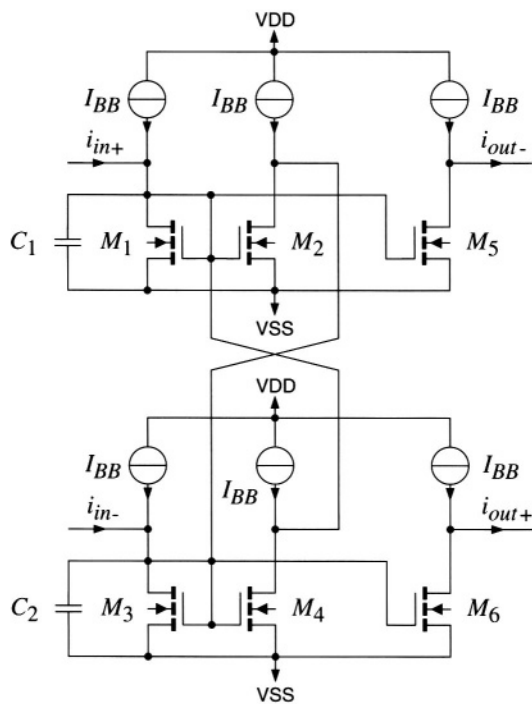 VDD
I_BB I_BB I_BB
i_in+ i_out-
C_1 M_1 M_2 M_5
VSS
VDD
I_BB I_BB I_BB
i_in- i_out+
C_2 M_3 M_4 M_6
VSS